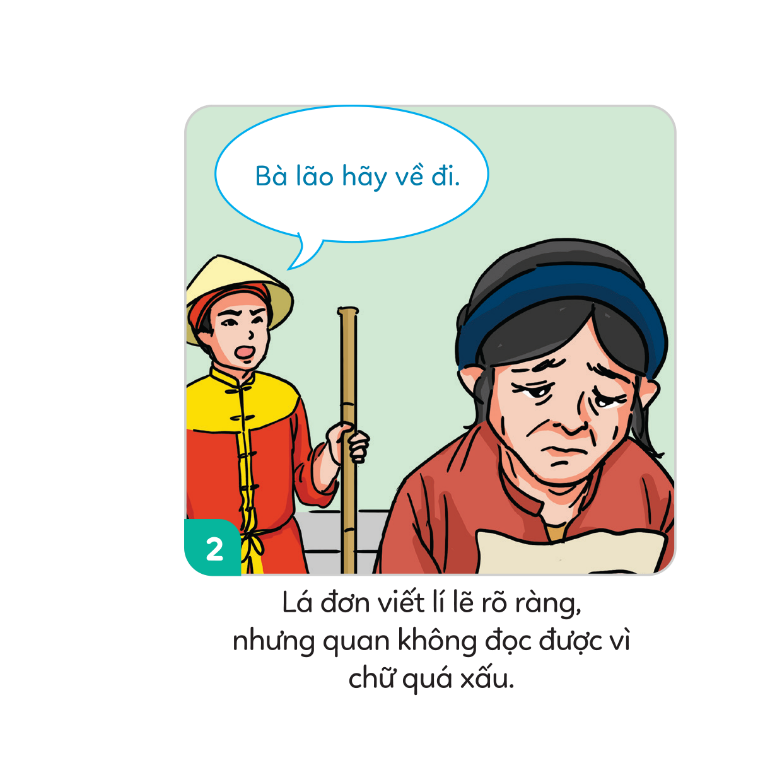 Bà lão hãy về đi.
2
Lá đơn viết lí lẽ rõ ràng,
nhưng quan không đọc được vì
chữ quá xấu.